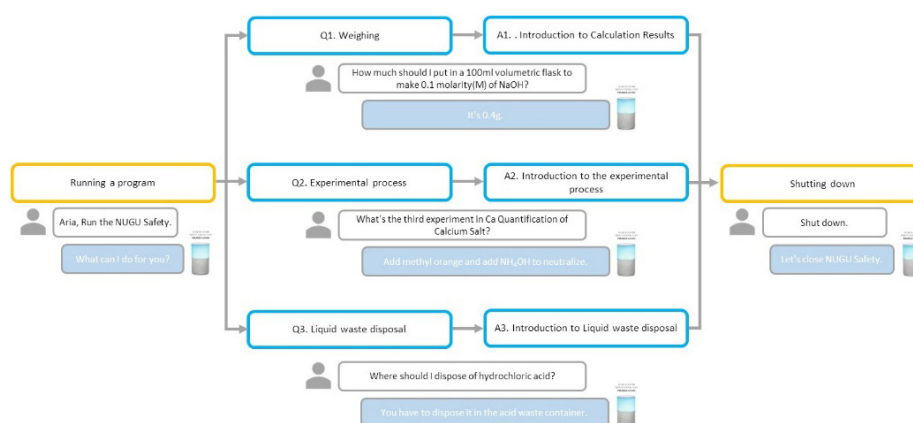 Q1. Weighing
A1. . Introduction to Calculation Results
How much should I put in a 100ml volumetric flask to
make 0.1 molarity(M) of NaOH?
It's 0.4g.
Running a program
Q2. Experimental process
A2. Introduction to the experimental
process
Shutting down
Aria, Run the NUGU Safety.
What can I do for you?
What's the third experiment in Ca Quantification of
Calcium Salt?
Add methyl orange and add NH₄OH to neutralize.
Shut down.
Let's close NUGU Safety.
Q3. Liquid waste disposal
A3. Introduction to Liquid waste disposal
Where should I dispose of hydrochloric acid?
You have to dispose it in the acid waste container.